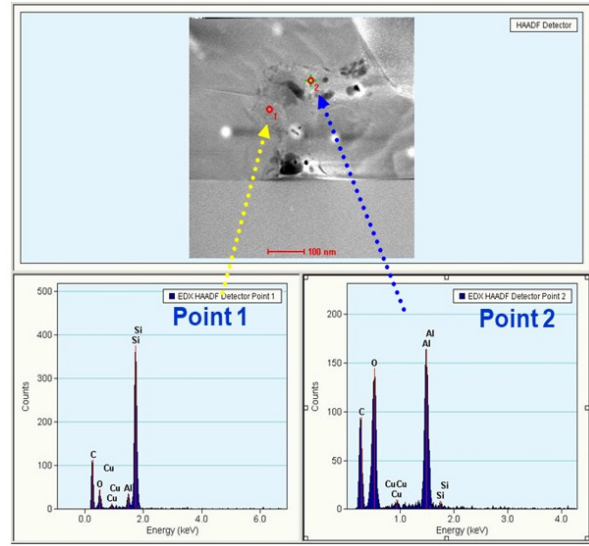 HAADF Detector
2
1
100 nm
EDX HAADF Detector Point 1
Point 1
500
400
300
200
100
0
Counts
Si
Si
C
Cu
O
Cu
Cu
Al
0.0 2.0 4.0 6.0
Energy (keV)
EDX HAADF Detector Point 2
Point 2
200
150
100
50
0
Counts
Al
Al
O
C
CuCu
Cu
Si
Si
1.0 2.0 3.0 4.0
Energy (keV)